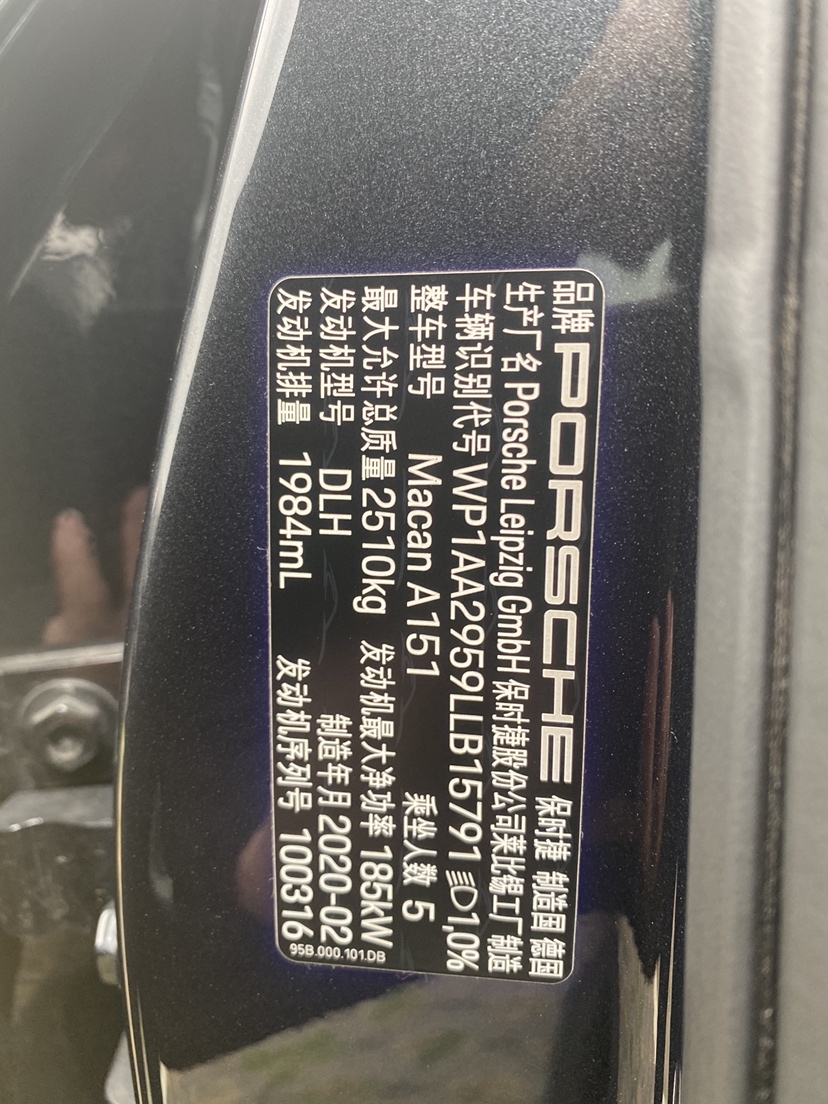 品牌 PORSCHE 保时捷 制造国 德国
生产厂名 Porsche Leipzig GmbH 保时捷股份公司莱比锡工厂 制造
车辆识别代号 WP1AA2959LLB15791 1,0%
整车型号 Macan A151 乘坐人数 5
最大允许总质量 2510kg 发动机最大净功率 185kW
发动机型号 DLH 制造年月 2020-02
发动机排量 1984mL 发动机序列号 100316
95B.000.101.DB